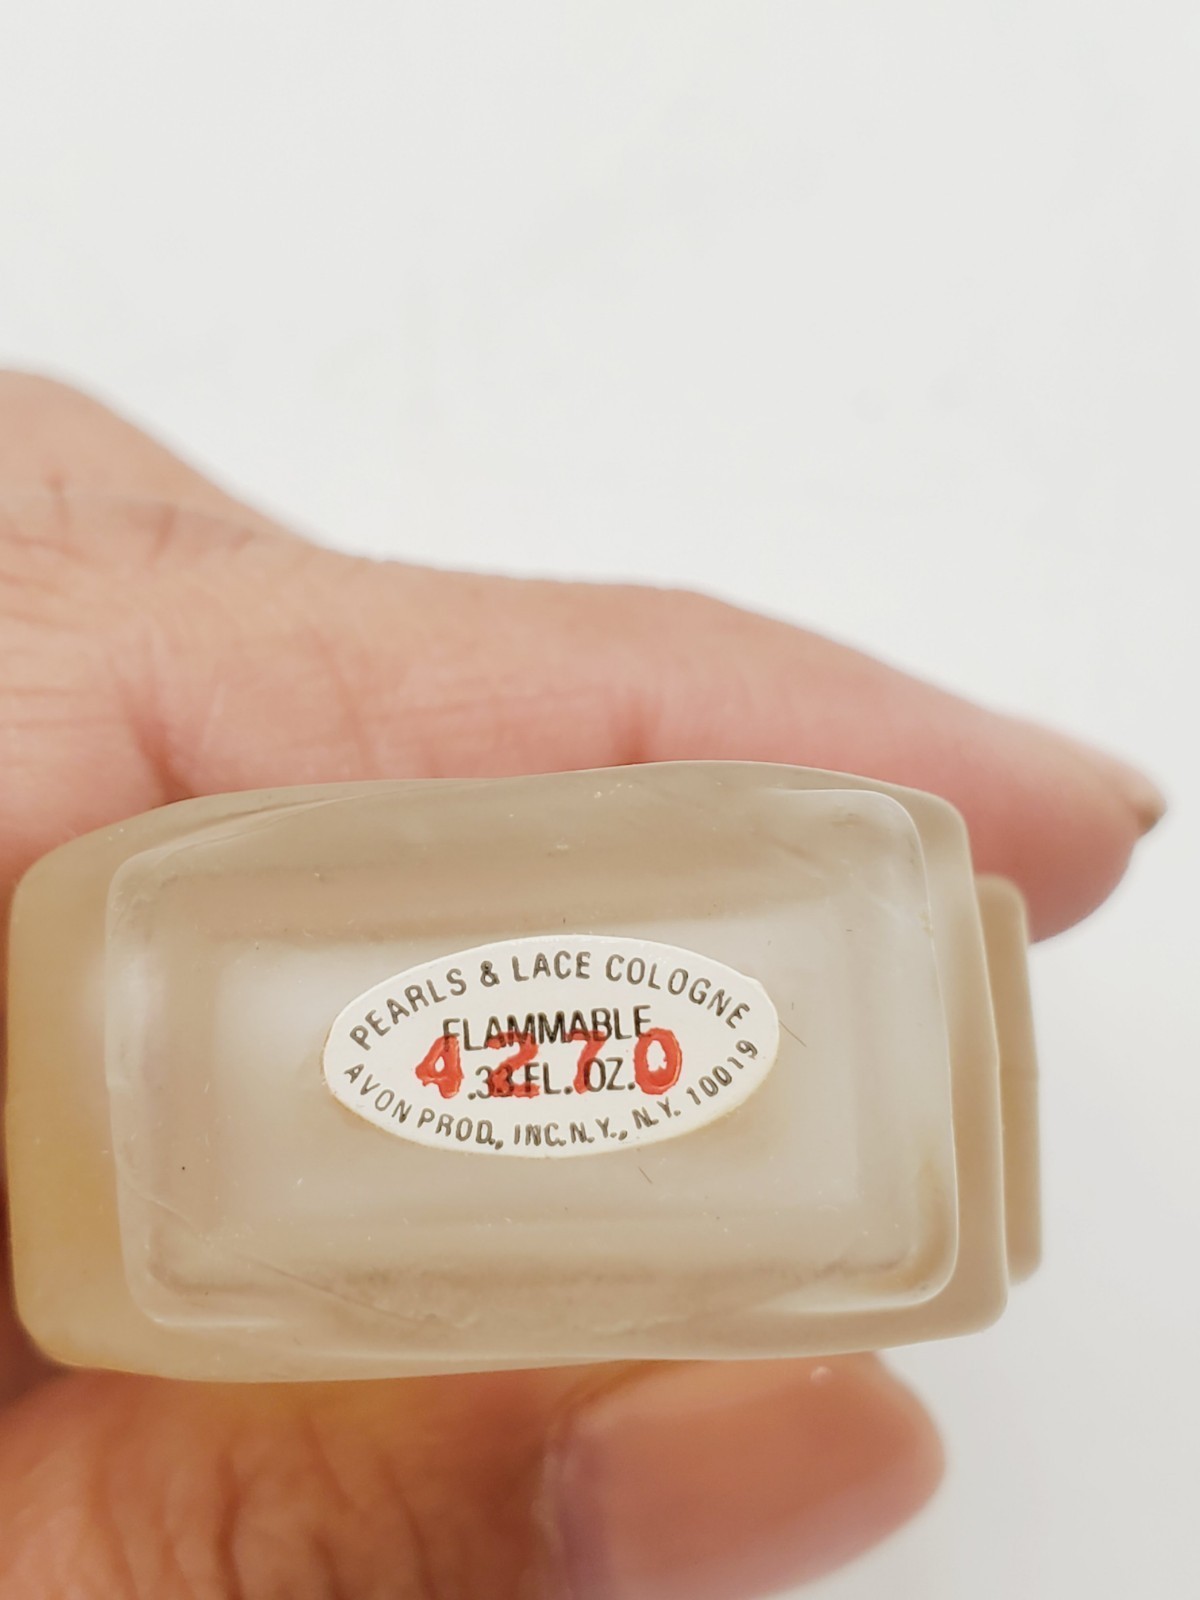 PEARLS & LACE COLOGNE
FLAMMABLE
4270
.33 FL. OZ.
AVON PROD., INC. N.Y., N.Y. 10019